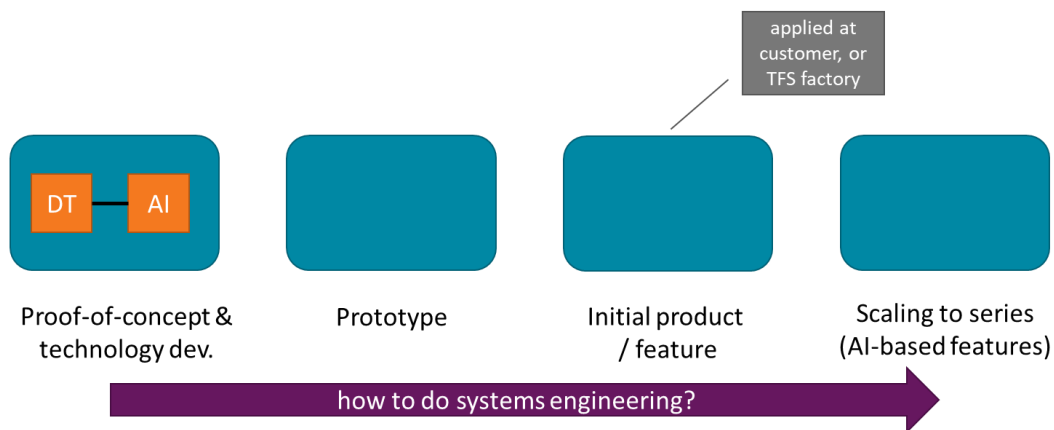 applied at
customer, or
TFS factory
DT
AI
Proof-of-concept &
technology dev.
Prototype
Initial product
/ feature
Scaling to series
(AI-based features)
how to do systems engineering?